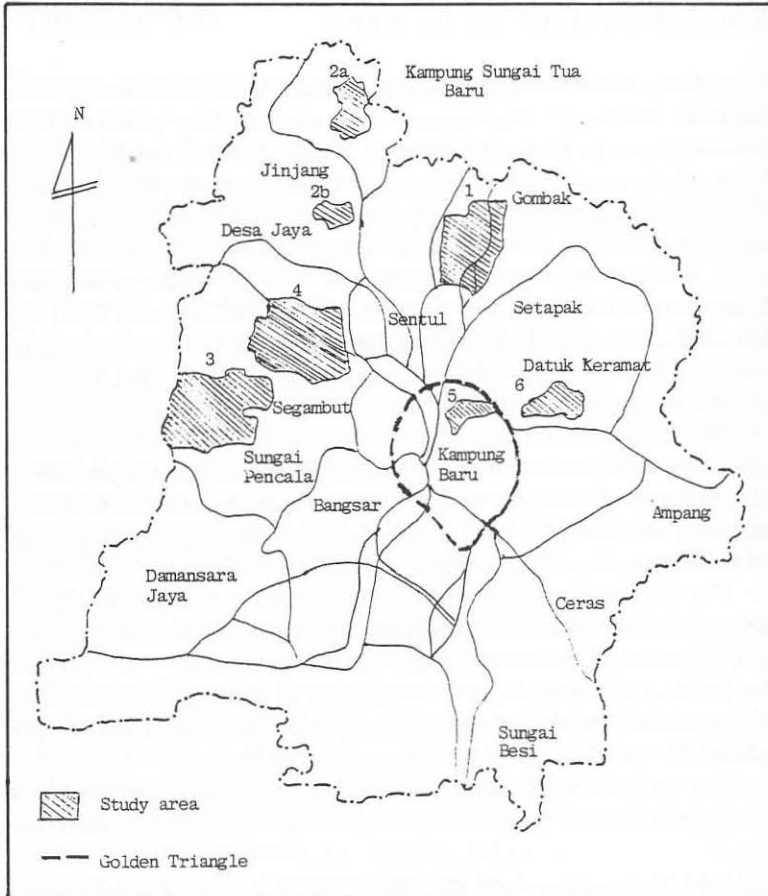 2a
Kampung Sungai Tua
Baru
N
Jinjang
2b
1
Gombak
Desa Jaya
4
Sentul
Setapak
3
Datuk Keramat
5
6
Segambut
Kampung
Baru
Sungai
Pencala
Bangsar
Ampang
Damansara
Jaya
Ceras
Sungai
Besi
Study area
Golden Triangle